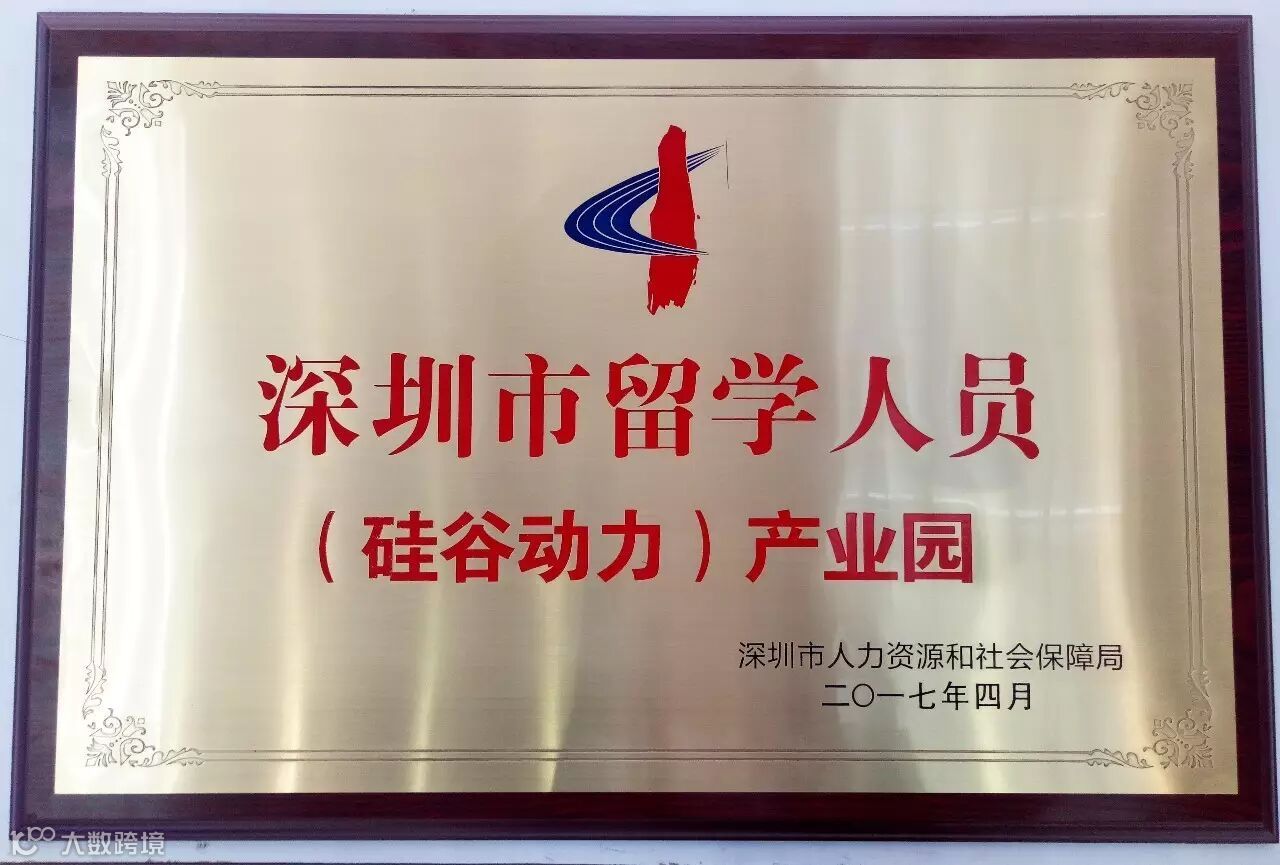 深圳市留学人员
（硅谷动力）产业园
深圳市人力资源和社会保障局
二〇一七年四月
10100 大数跨境